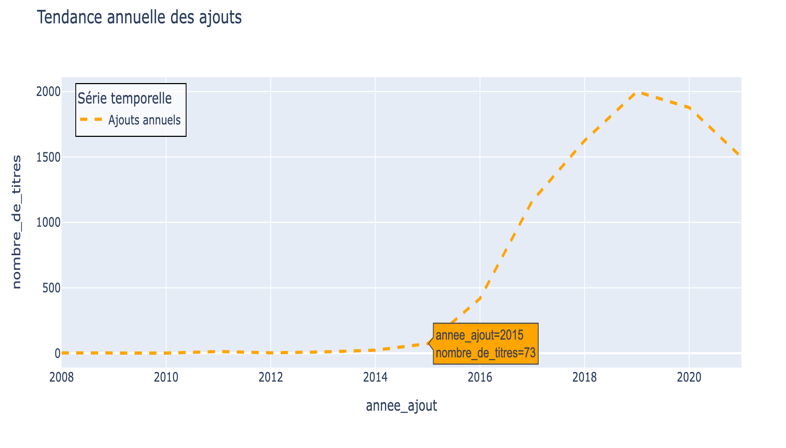 Tendance annuelle des ajouts
Série temporelle
Ajouts annuels
2000
1500
1000
500
0
nombre_de_titres
annee_ajout=2015
nombre_de_titres=73
2008 2010 2012 2014 2016 2018 2020
annee_ajout